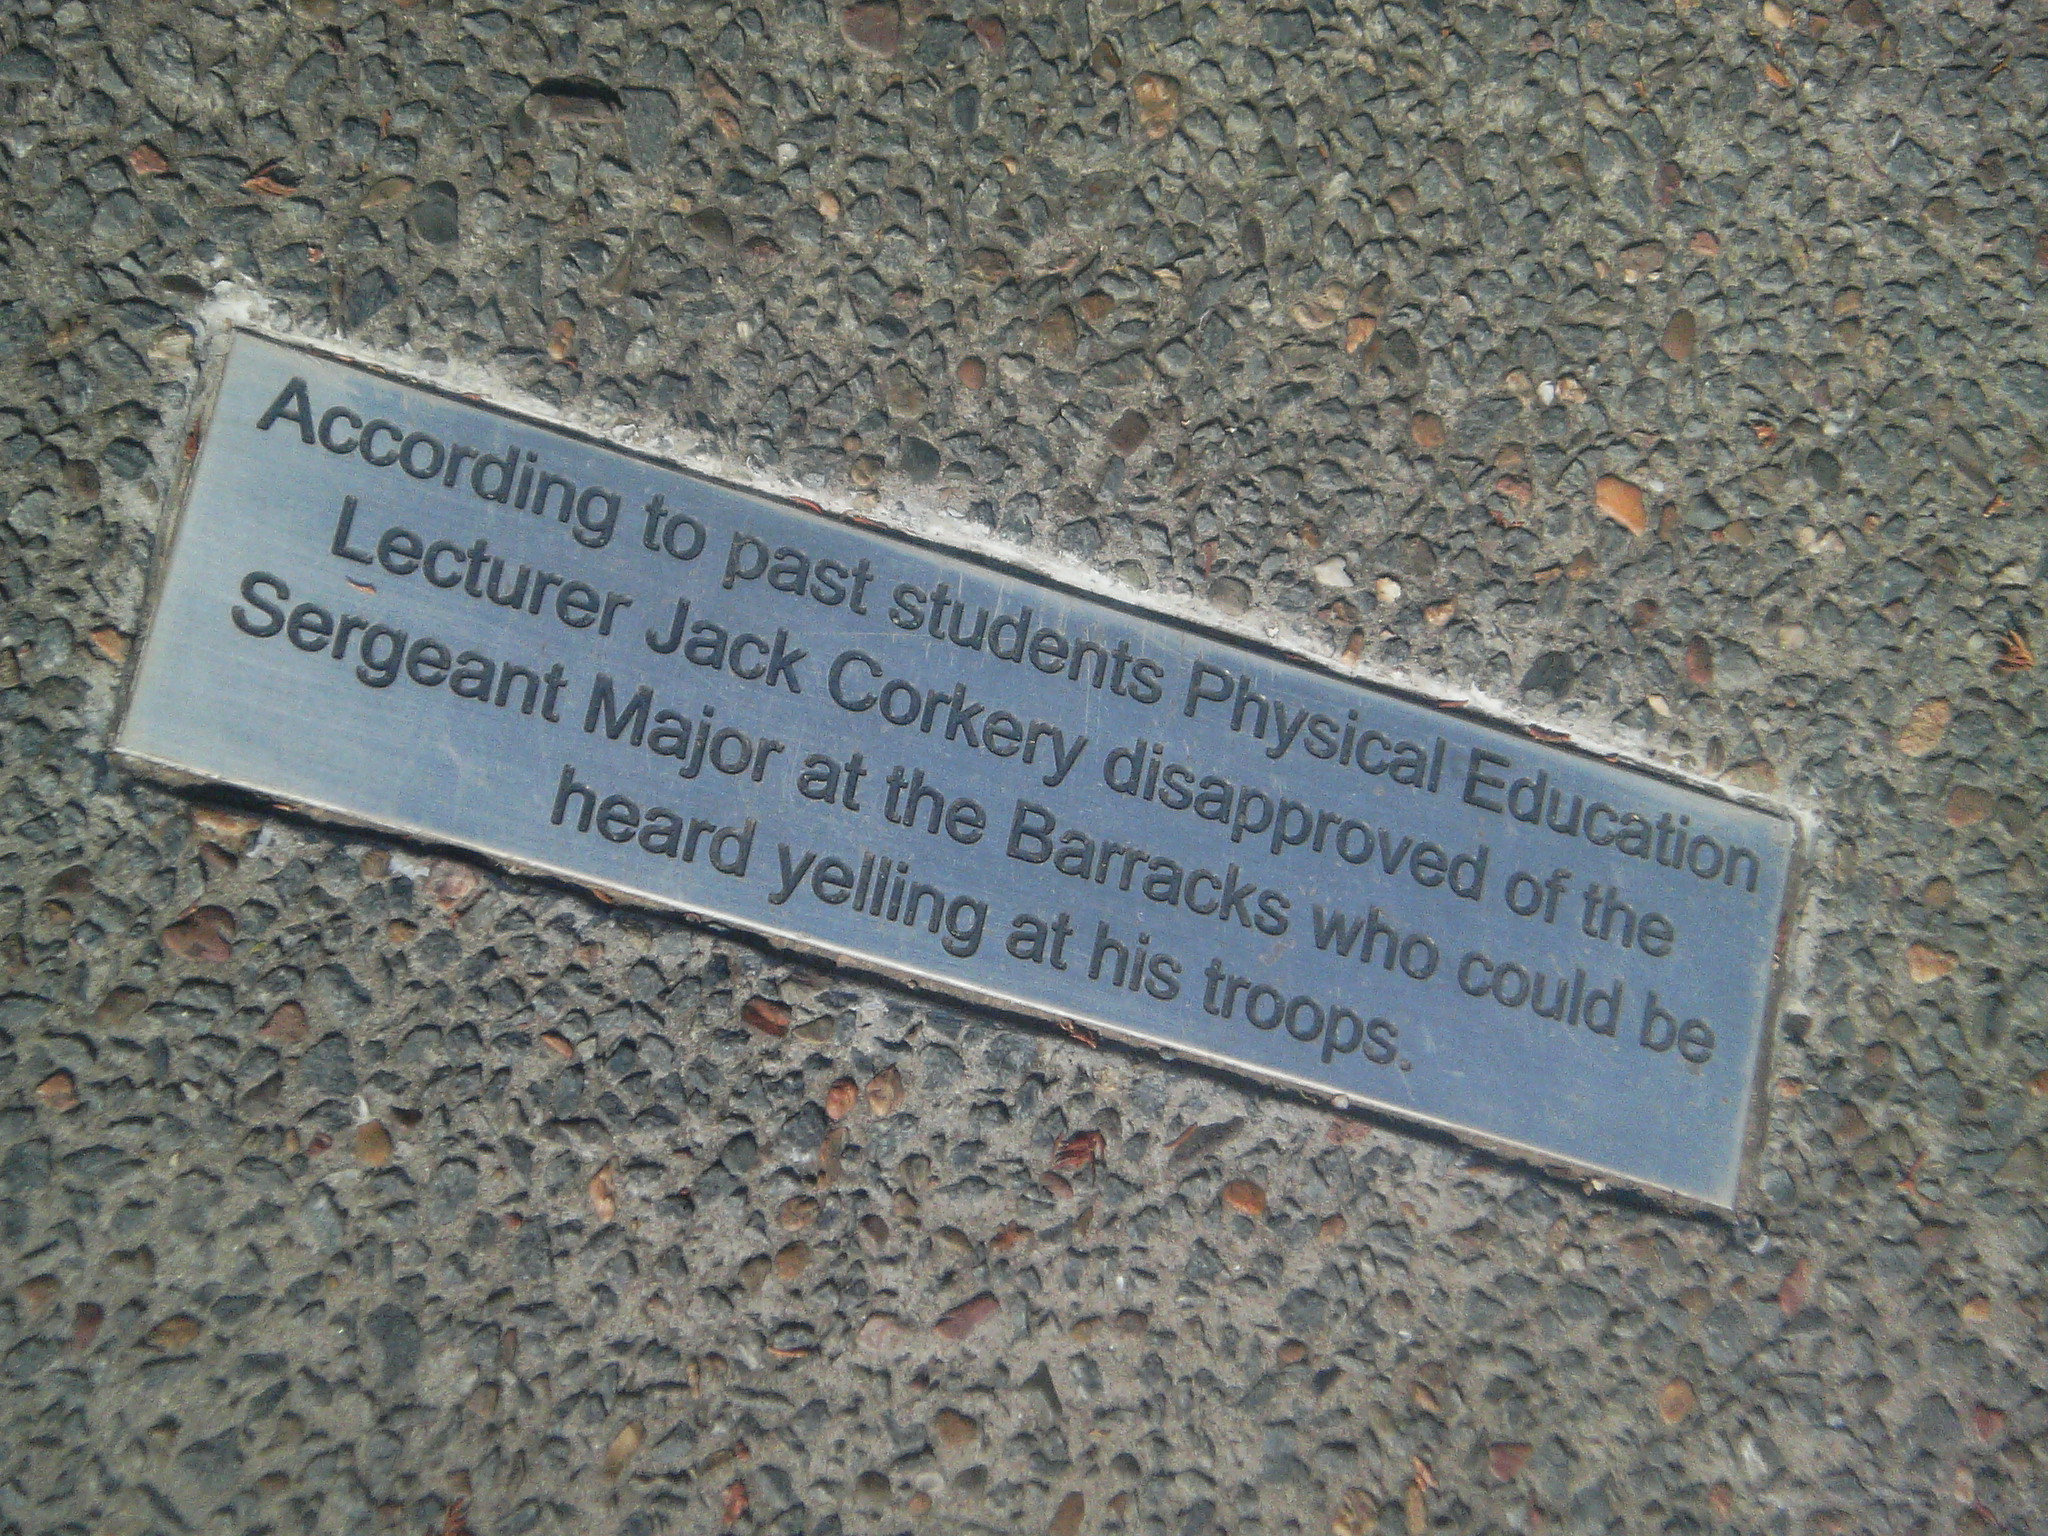 According to past students Physical Education
Lecturer Jack Corkery disapproved of the
Sergeant Major at the Barracks who could be
heard yelling at his troops.